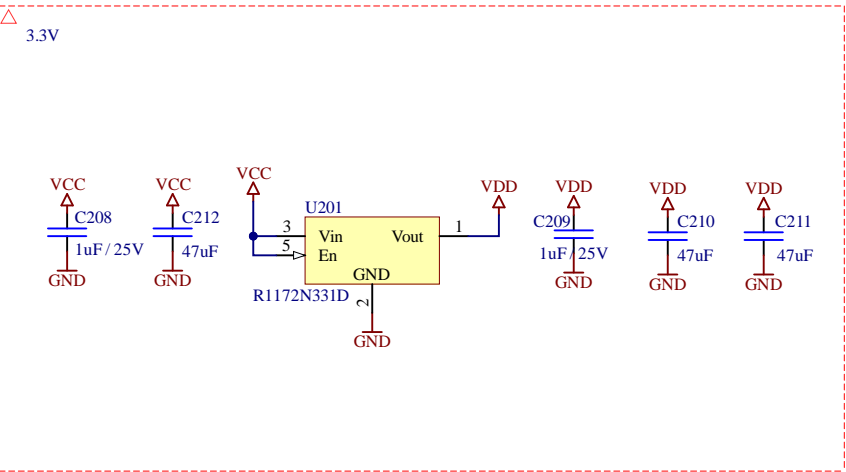 3.3V
VCC
C208
1uF/25V
GND
VCC
C212
47uF
GND
VCC
U201
3
Vin
5
En
Vout
1
GND
R1172N331D
2
GND
VDD
VDD
C209
1uF/25V
GND
VDD
C210
47uF
GND
VDD
C211
47uF
GND